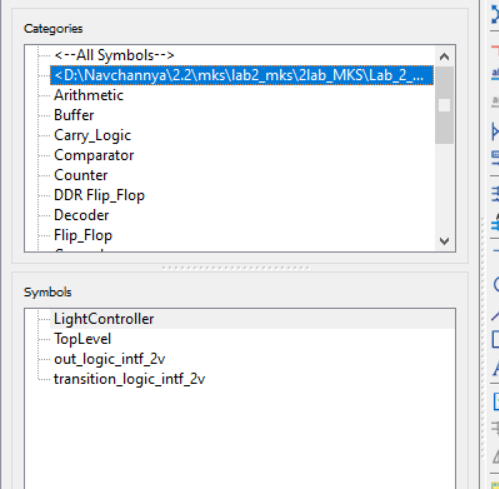 Categories
<--All Symbols-->
<D:\Navchannya\2.2\mks\lab2_mks\2lab_MKS\Lab_2_...
Arithmetic
Buffer
Carry_Logic
Comparator
Counter
DDR Flip_Flop
Decoder
Flip_Flop
Symbols
LightController
TopLevel
out_logic_intf_2v
transition_logic_intf_2v